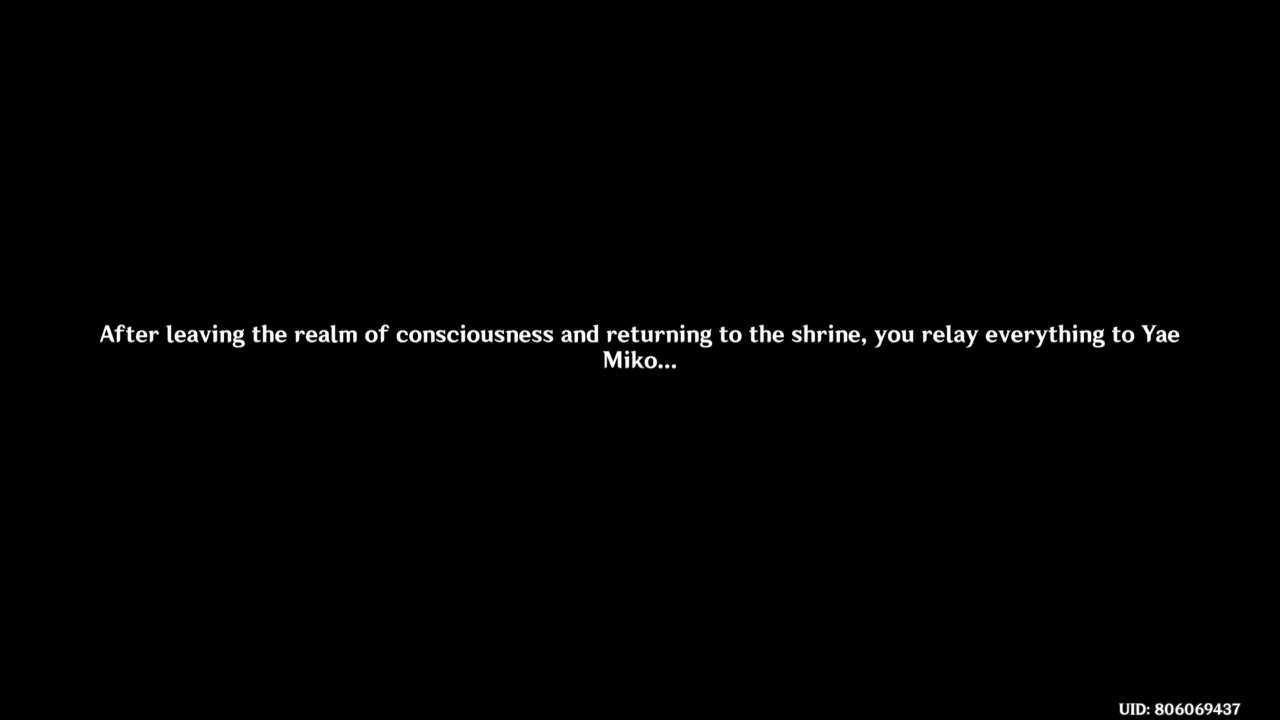 After leaving the realm of consciousness and returning to the shrine, you relay everything to Yae
Miko...
UID: 806069437